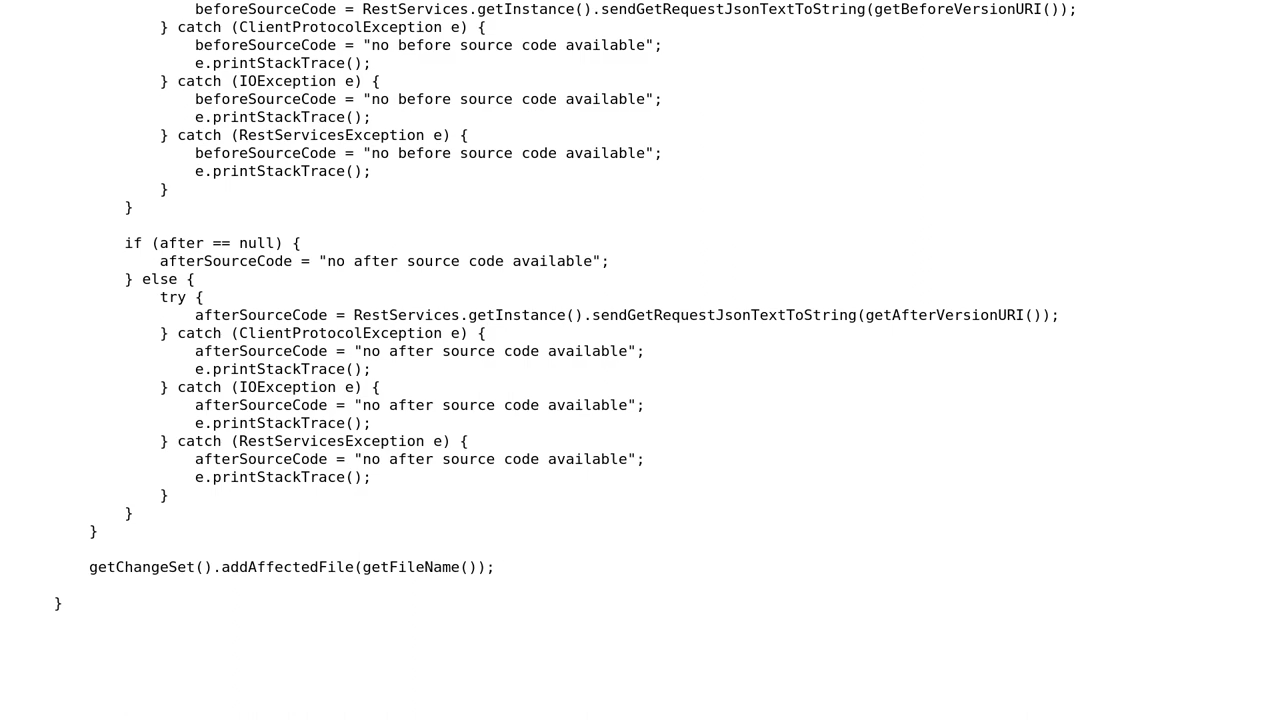 beforeSourceCode = RestServices.getInstance().sendGetRequestJsonTextToString(getBeforeVersionURI());
} catch (ClientProtocolException e) {
beforeSourceCode = "no before source code available";
e.printStackTrace();
} catch (IOException e) {
beforeSourceCode = "no before source code available";
e.printStackTrace();
} catch (RestServicesException e) {
beforeSourceCode = "no before source code available";
e.printStackTrace();
}
}
if (after == null) {
afterSourceCode = "no after source code available";
} else {
try {
afterSourceCode = RestServices.getInstance().sendGetRequestJsonTextToString(getAfterVersionURI());
} catch (ClientProtocolException e) {
afterSourceCode = "no after source code available";
e.printStackTrace();
} catch (IOException e) {
afterSourceCode = "no after source code available";
e.printStackTrace();
} catch (RestServicesException e) {
afterSourceCode = "no after source code available";
e.printStackTrace();
}
}
}
getChangeSet().addAffectedFile(getFileName());
}